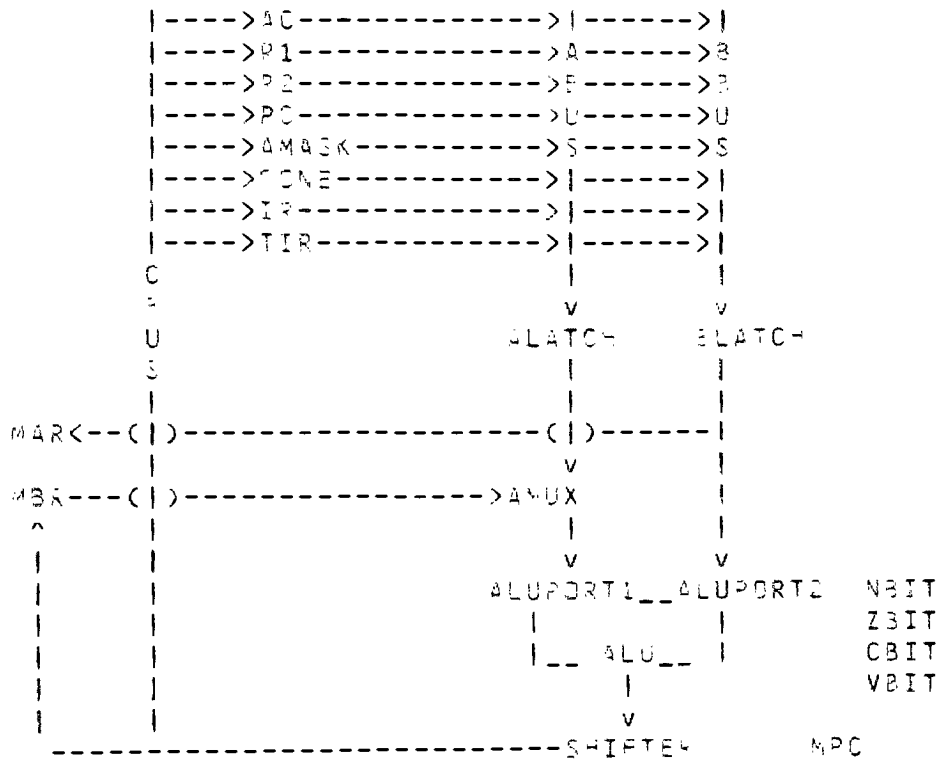 |---->AC------------->|------>|
|---->R1------------->A------>B
|---->R2------------->B------>B
|---->PC------------->U------>U
|---->AMASK---------->S------>S
|---->CONE----------->|------>|
|---->IR------------->|------>|
|---->TIR------------>|------>|
C
B
U
S
ALATCH BLATCH
MAR<--(|)-----------------------(|)-------|
MBR---(|)------------------>AMUX
ALUPORT1__ALUPORT2 NBIT
ZBIT
|__ ALU__ | CBIT
VBIT
-----------------------------SHIFTER MPC